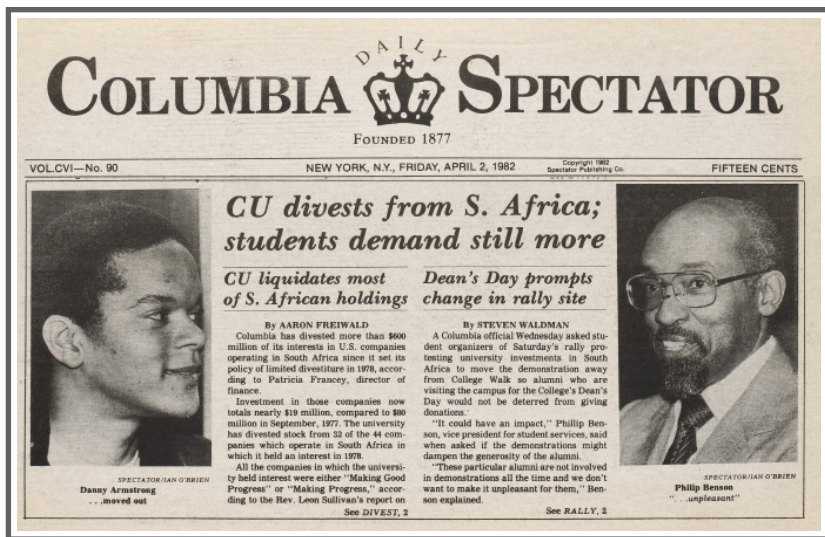 DAILY
COLUMBIA SPECTATOR
FOUNDED 1877
VOL.CVI—No. 90
NEW YORK, N.Y., FRIDAY, APRIL 2, 1982
Copyright 1982
Spectator Publishing Co.
FIFTEEN CENTS
CU divests from S. Africa;
students demand still more
CU liquidates most
of S. African holdings
By AARON FREIWALD
Columbia has divested more than $600
million of its interests in U.S. companies
operating in South Africa since it set its
policy of limited divestiture in 1978, accor-
ding to Patricia Francey, director of
finance.
Investment in those companies now
totals nearly $19 million, compared to $80
million in September, 1977. The university
has divested stock from 32 of the 44 com-
panies which operate in South Africa in
which it held an interest in 1978.
All the companies in which the universi-
ty held interest were either "Making Good
Progress" or "Making Progress," accor-
ding to the Rev. Leon Sullivan's report on
See DIVEST, 2
Dean's Day prompts
change in rally site
By STEVEN WALDMAN
A Columbia official Wednesday asked stu-
dent organizers of Saturday's rally pro-
testing university investments in South
Africa to move the demonstration away
from College Walk so alumni who are
visiting the campus for the College's Dean's
Day would not be deterred from giving
donations.
"It could have an impact," Phillip Ben-
son, vice president for student services, said
when asked if the demonstrations might
dampen the generosity of the alumni.
"These particular alumni are not involved
in demonstrations all the time and we don't
want to make it unpleasant for them," Ben-
son explained.
See RALLY, 2
SPECTATOR/IAN O'BRIEN
Danny Armstrong
. . .moved out
SPECTATOR/IAN O'BRIEN
Philip Benson
". . .unpleasant"